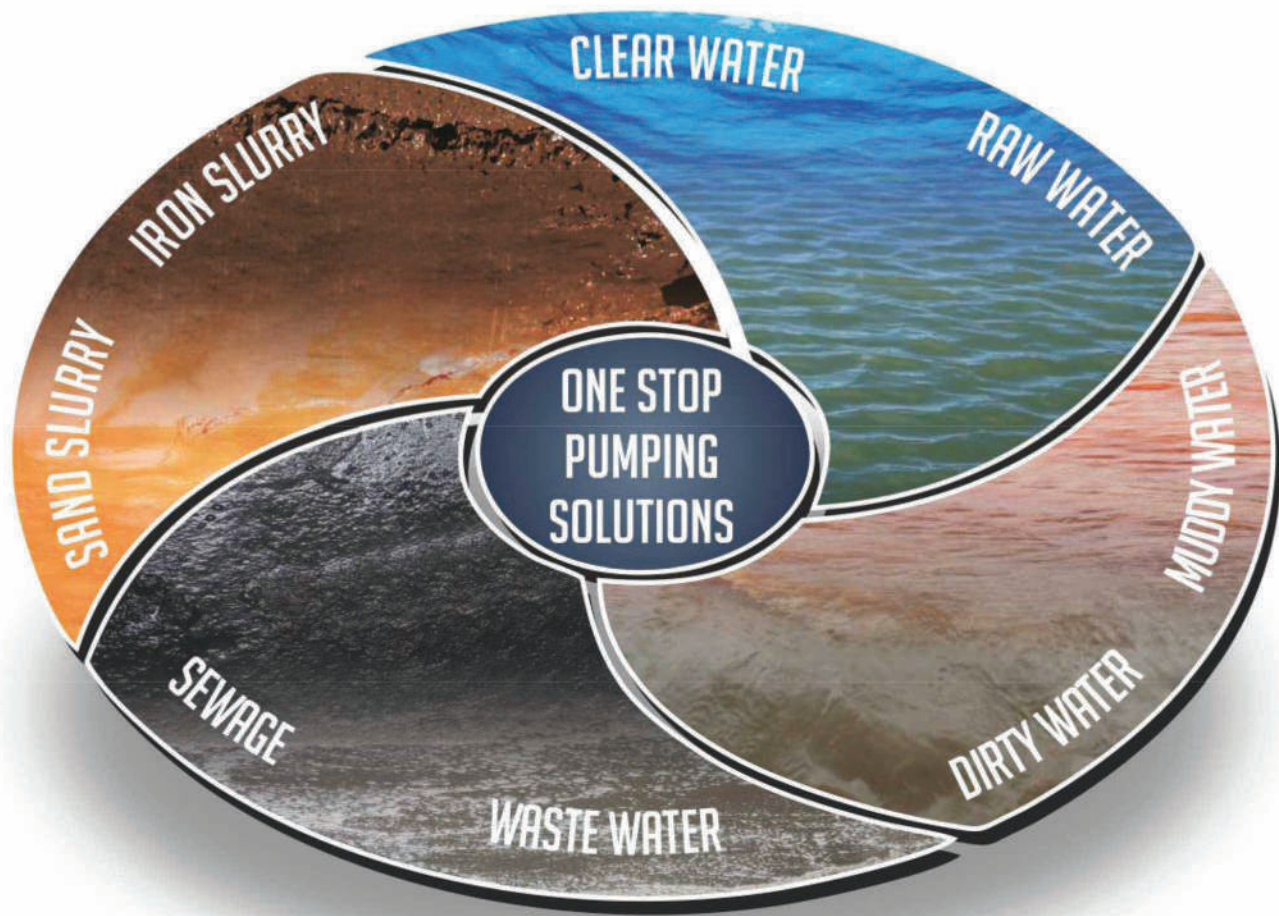 CLEAR WATER
RAW WATER
MUDDY WATER
DIRTY WATER
WASTE WATER
SEWAGE
SAND SLURRY
IRON SLURRY
ONE STOP
PUMPING
SOLUTIONS